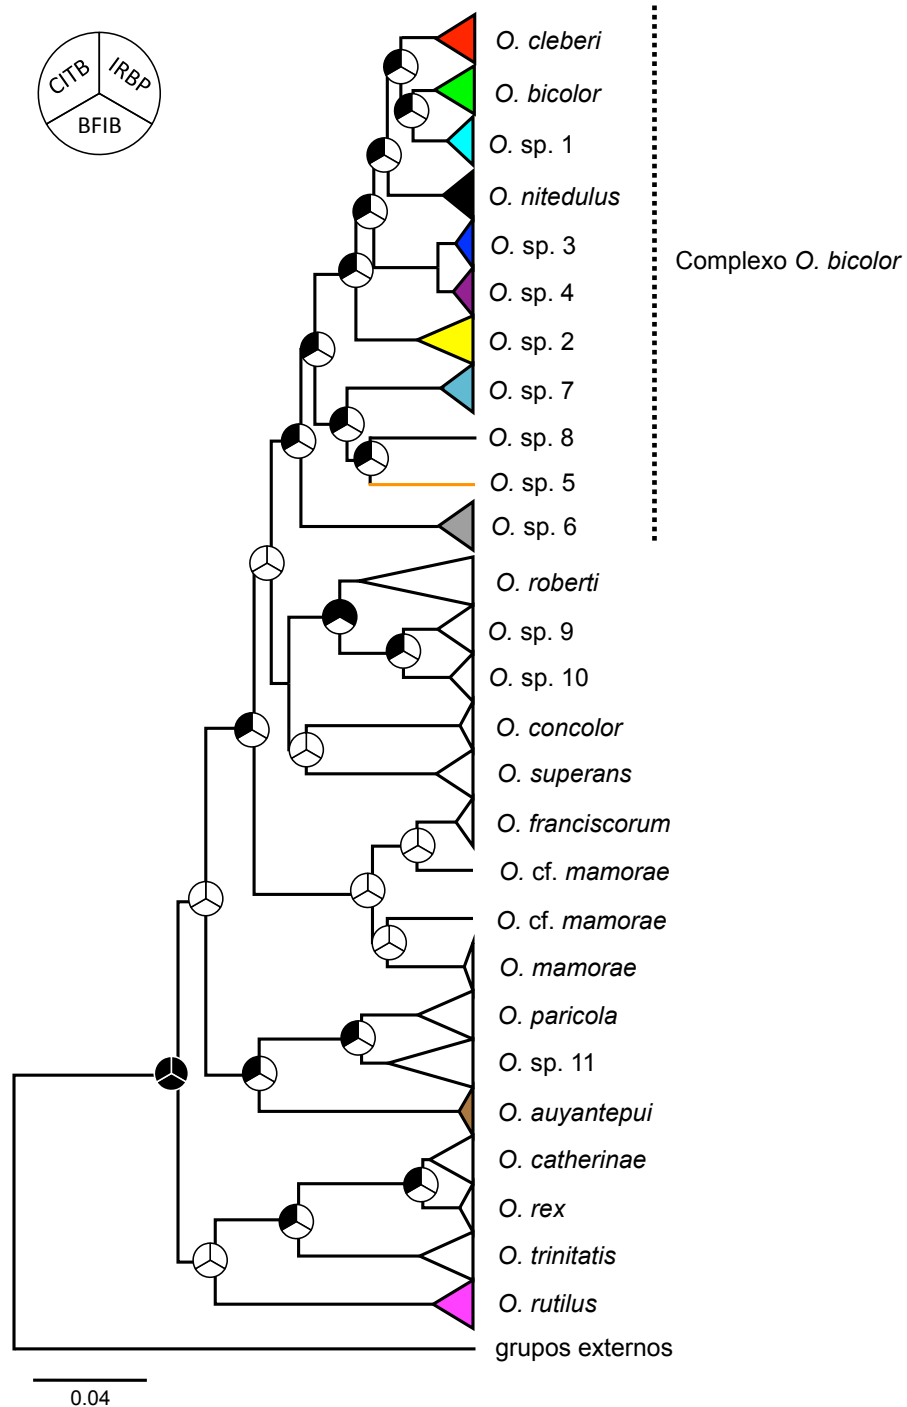 CITB
IRBP
BFIB
O. cleberi
O. bicolor
O. sp. 1
O. nitedulus
O. sp. 3
Complexo O. bicolor
O. sp. 4
O. sp. 2
O. sp. 7
O. sp. 8
O. sp. 5
O. sp. 6
O. roberti
O. sp. 9
O. sp. 10
O. concolor
O. superans
O. franciscorum
O. cf. mamorae
O. cf. mamorae
O. mamorae
O. paricola
O. sp. 11
O. auyantepui
O. catherinae
O. rex
O. trinitatis
O. rutilus
grupos externos
0.04